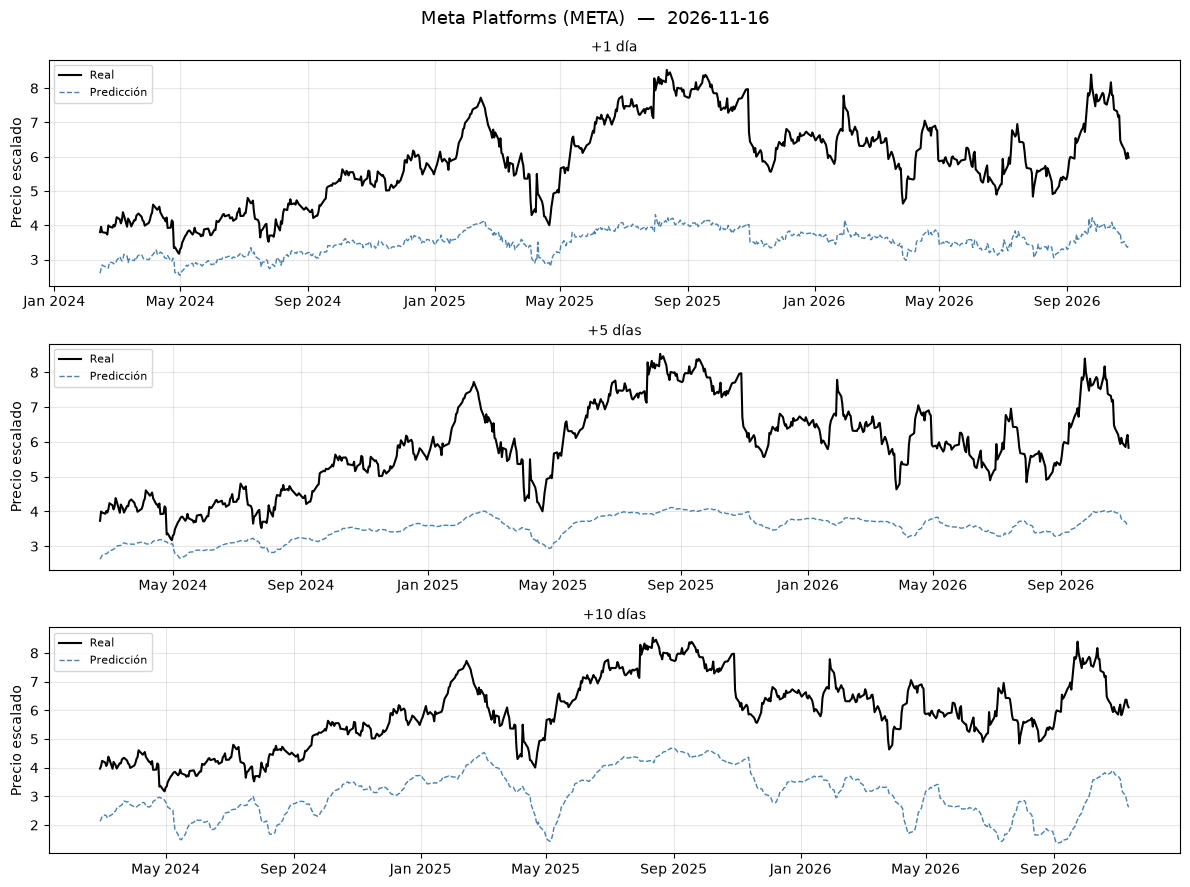 Meta Platforms (META) — 2026-11-16
+1 día
Real
Predicción
Precio escalado
8
7
6
5
4
3
Jan 2024 May 2024 Sep 2024 Jan 2025 May 2025 Sep 2025 Jan 2026 May 2026 Sep 2026
+5 días
Real
Predicción
Precio escalado
8
7
6
5
4
3
May 2024 Sep 2024 Jan 2025 May 2025 Sep 2025 Jan 2026 May 2026 Sep 2026
+10 días
Real
Predicción
Precio escalado
8
7
6
5
4
3
2
May 2024 Sep 2024 Jan 2025 May 2025 Sep 2025 Jan 2026 May 2026 Sep 2026